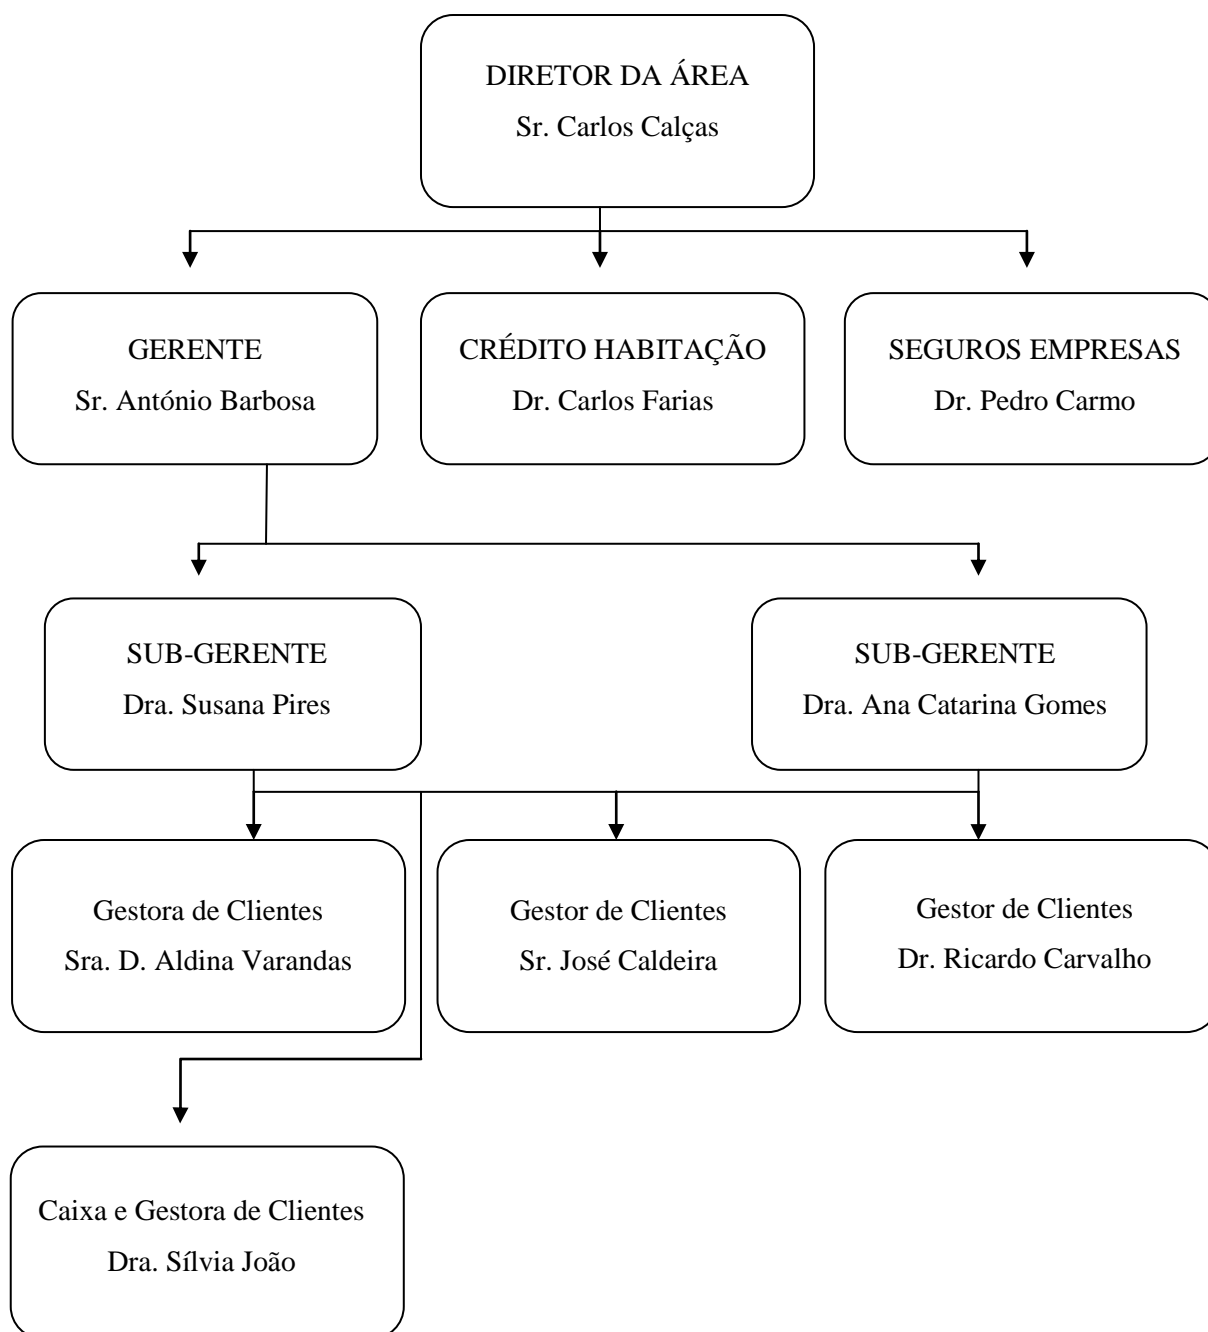 DIRETOR DA ÁREA
Sr. Carlos Calças
GERENTE
Sr. António Barbosa
CRÉDITO HABITAÇÃO
Dr. Carlos Farias
SEGUROS EMPRESAS
Dr. Pedro Carmo
SUB-GERENTE
Dra. Susana Pires
SUB-GERENTE
Dra. Ana Catarina Gomes
Gestora de Clientes
Sra. D. Aldina Varandas
Gestor de Clientes
Sr. José Caldeira
Gestor de Clientes
Dr. Ricardo Carvalho
Caixa e Gestora de Clientes
Dra. Sílvia João